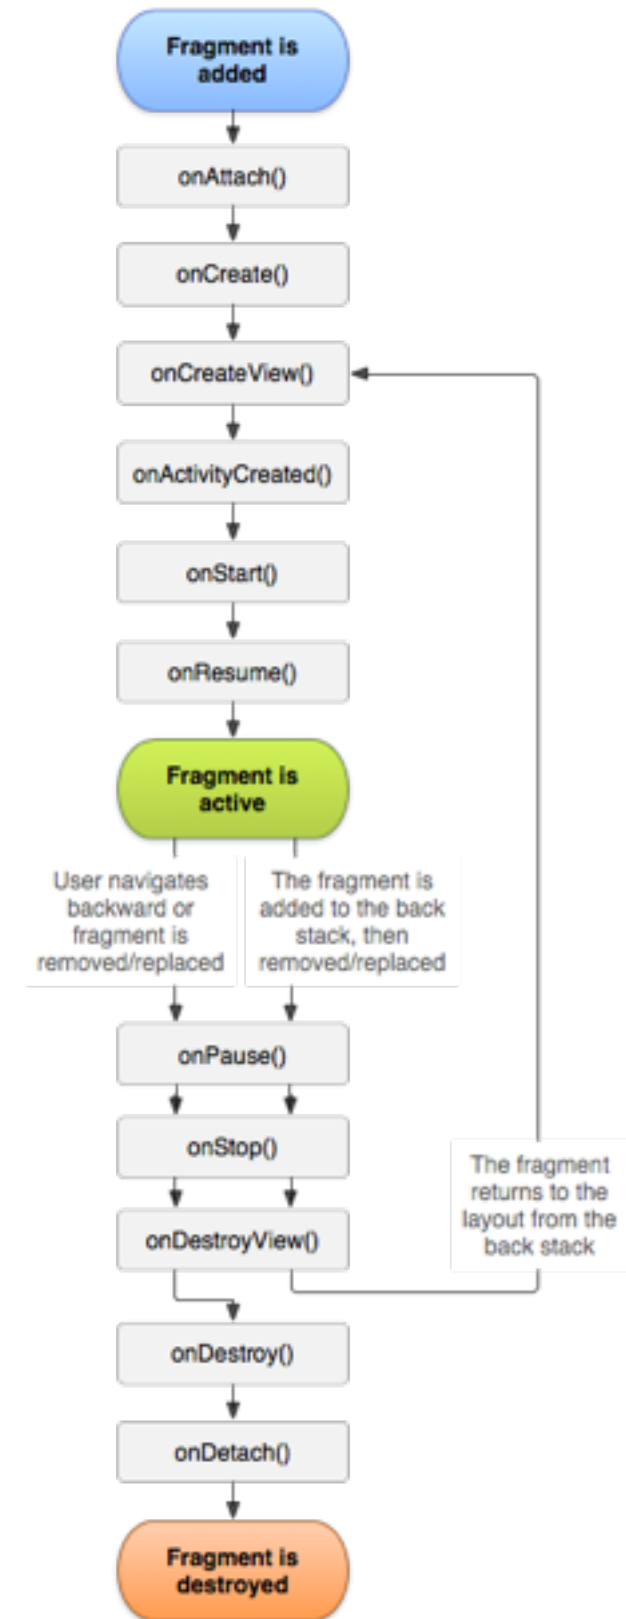 Fragment is
added
onAttach()
onCreate()
onCreateView()
onActivityCreated()
onStart()
onResume()
Fragment is
active
User navigates
backward or
fragment is
removed/replaced
The fragment is
added to the back
stack, then
removed/replaced
onPause()
onStop()
onDestroyView()
The fragment
returns to the
layout from the
back stack
onDestroy()
onDetach()
Fragment is
destroyed